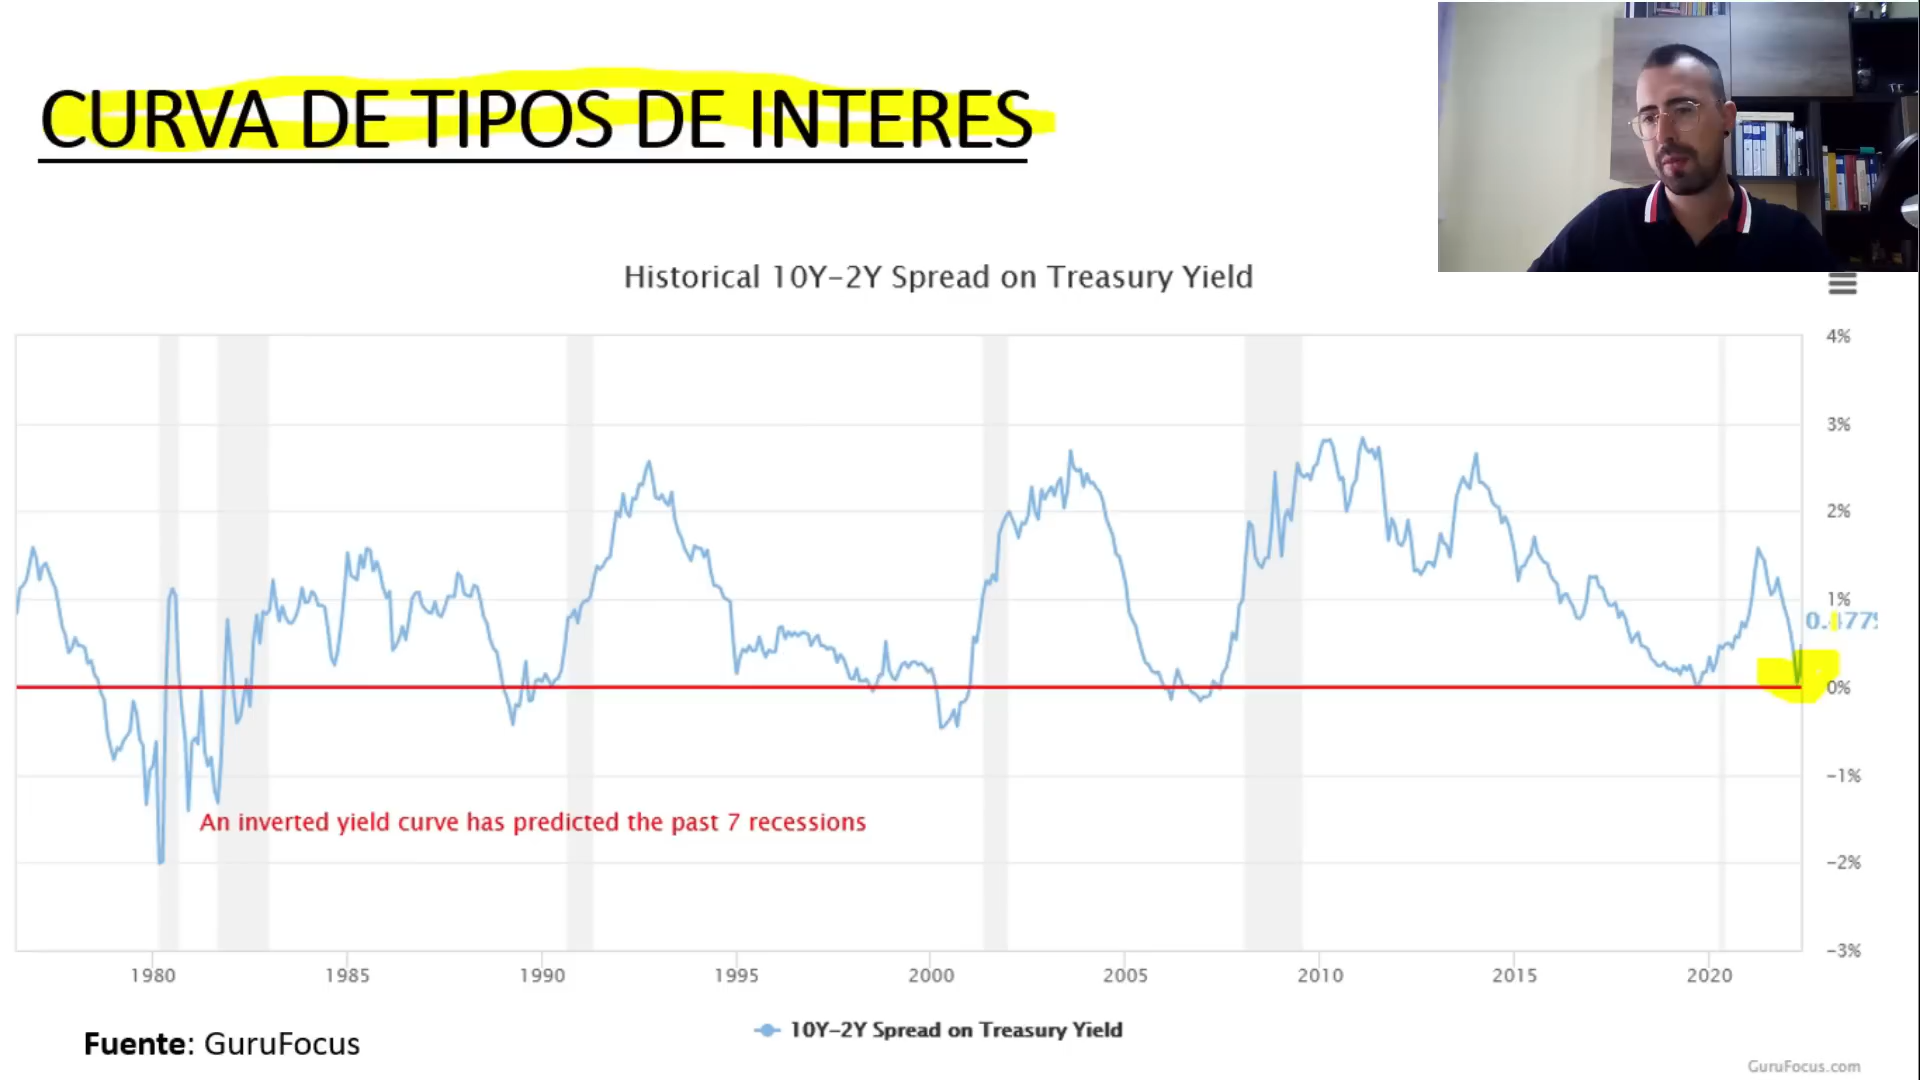 CURVA DE TIPOS DE INTERES
Historical 10Y-2Y Spread on Treasury Yield
4%
3%
2%
1%
0%
-1%
-2%
-3%
An inverted yield curve has predicted the past 7 recessions
1980 1985 1990 1995 2000 2005 2010 2015 2020
10Y-2Y Spread on Treasury Yield
Fuente: GuruFocus
GuruFocus.com